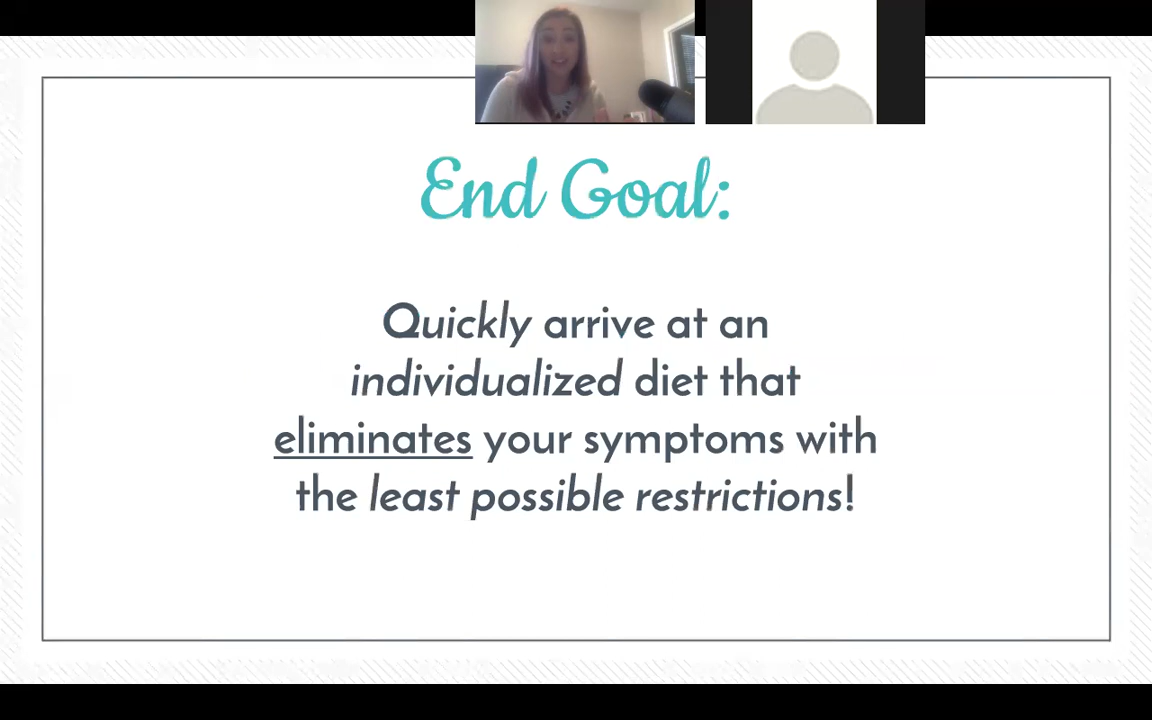 End Goal:
Quickly arrive at an
individualized diet that
eliminates your symptoms with
the least possible restrictions!